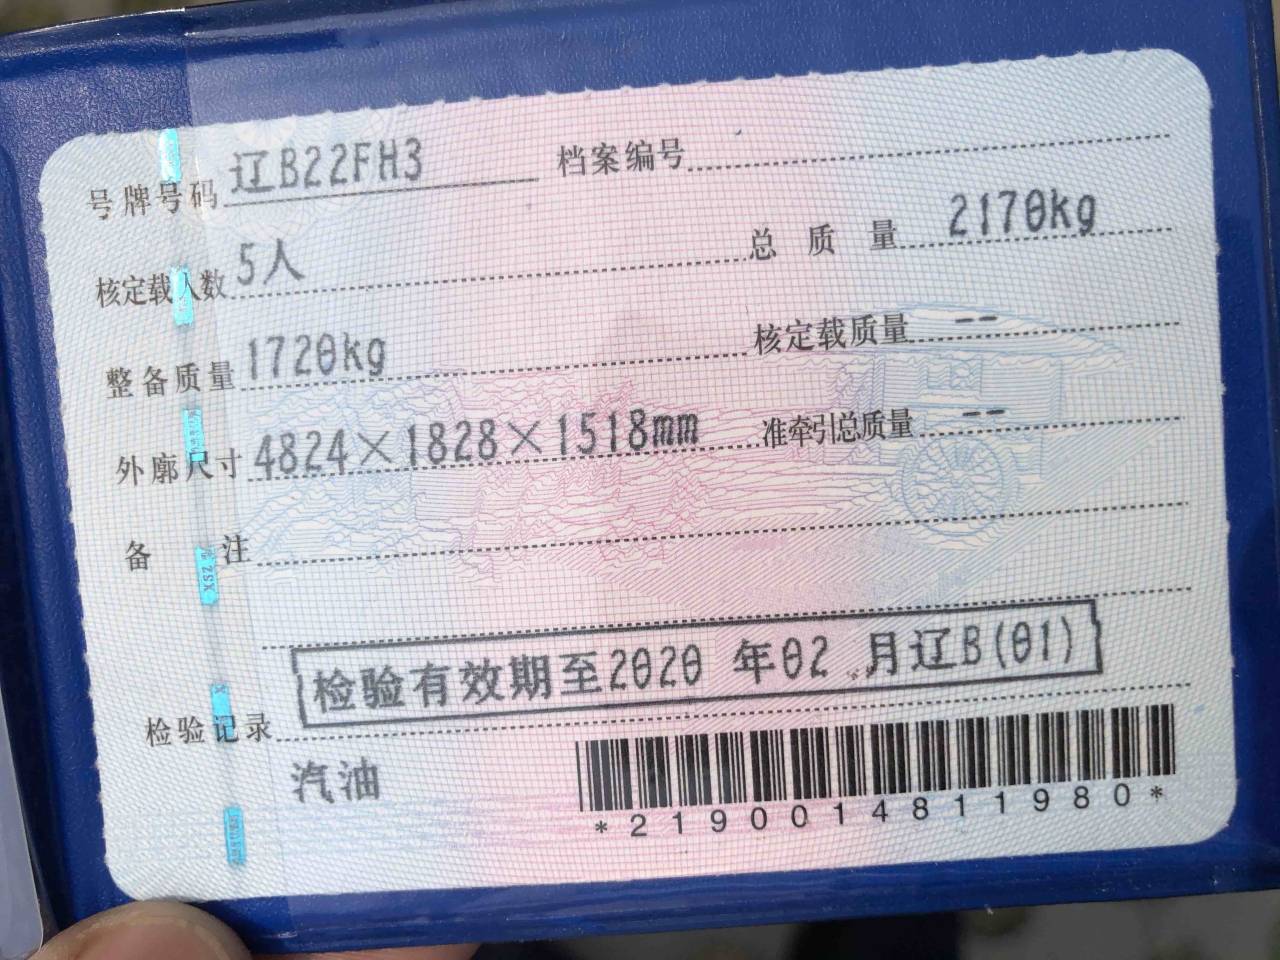 号牌号码 辽B22FH3 档案编号
核定载人数 5人 总质量 2170kg
整备质量 1720kg 核定载质量 --
外廓尺寸 4824×1828×1518mm 准牵引总质量 --
备注
检验有效期至2020年02月辽B(01)
检验记录
汽油
*2190014811980*